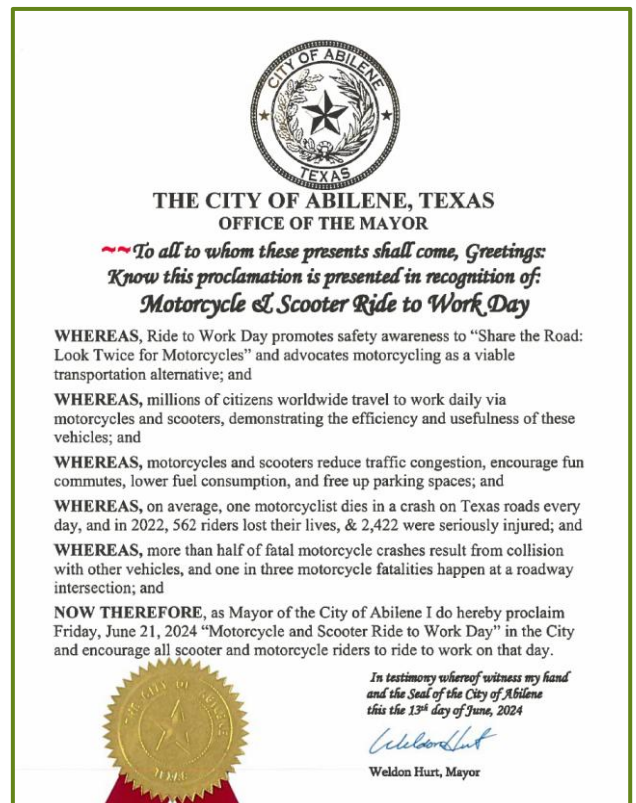 CITY OF ABILENE
TEXAS
THE CITY OF ABILENE, TEXAS
OFFICE OF THE MAYOR
~~To all to whom these presents shall come, Greetings:
Know this proclamation is presented in recognition of:
Motorcycle & Scooter Ride to Work Day
WHEREAS, Ride to Work Day promotes safety awareness to “Share the Road:
Look Twice for Motorcycles” and advocates motorcycling as a viable
transportation alternative; and
WHEREAS, millions of citizens worldwide travel to work daily via
motorcycles and scooters, demonstrating the efficiency and usefulness of these
vehicles; and
WHEREAS, motorcycles and scooters reduce traffic congestion, encourage fun
commutes, lower fuel consumption, and free up parking spaces; and
WHEREAS, on average, one motorcyclist dies in a crash on Texas roads every
day, and in 2022, 562 riders lost their lives, & 2,422 were seriously injured; and
WHEREAS, more than half of fatal motorcycle crashes result from collision
with other vehicles, and one in three motorcycle fatalities happen at a roadway
intersection; and
NOW THEREFORE, as Mayor of the City of Abilene I do hereby proclaim
Friday, June 21, 2024 “Motorcycle and Scooter Ride to Work Day” in the City
and encourage all scooter and motorcycle riders to ride to work on that day.
In testimony whereof witness my hand
and the Seal of the City of Abilene
this the 13th day of June, 2024
Weldon Hurt
Weldon Hurt, Mayor